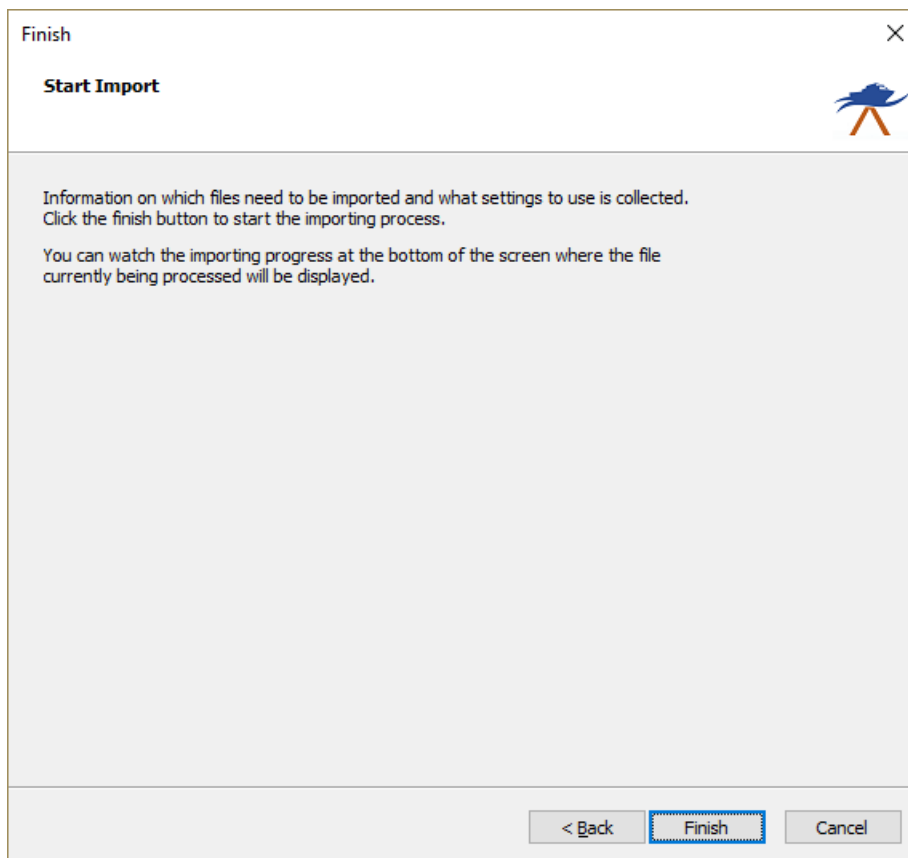 Finish
Start Import
Information on which files need to be imported and what settings to use is collected.
Click the finish button to start the importing process.
You can watch the importing progress at the bottom of the screen where the file
currently being processed will be displayed.
< Back
Finish
Cancel